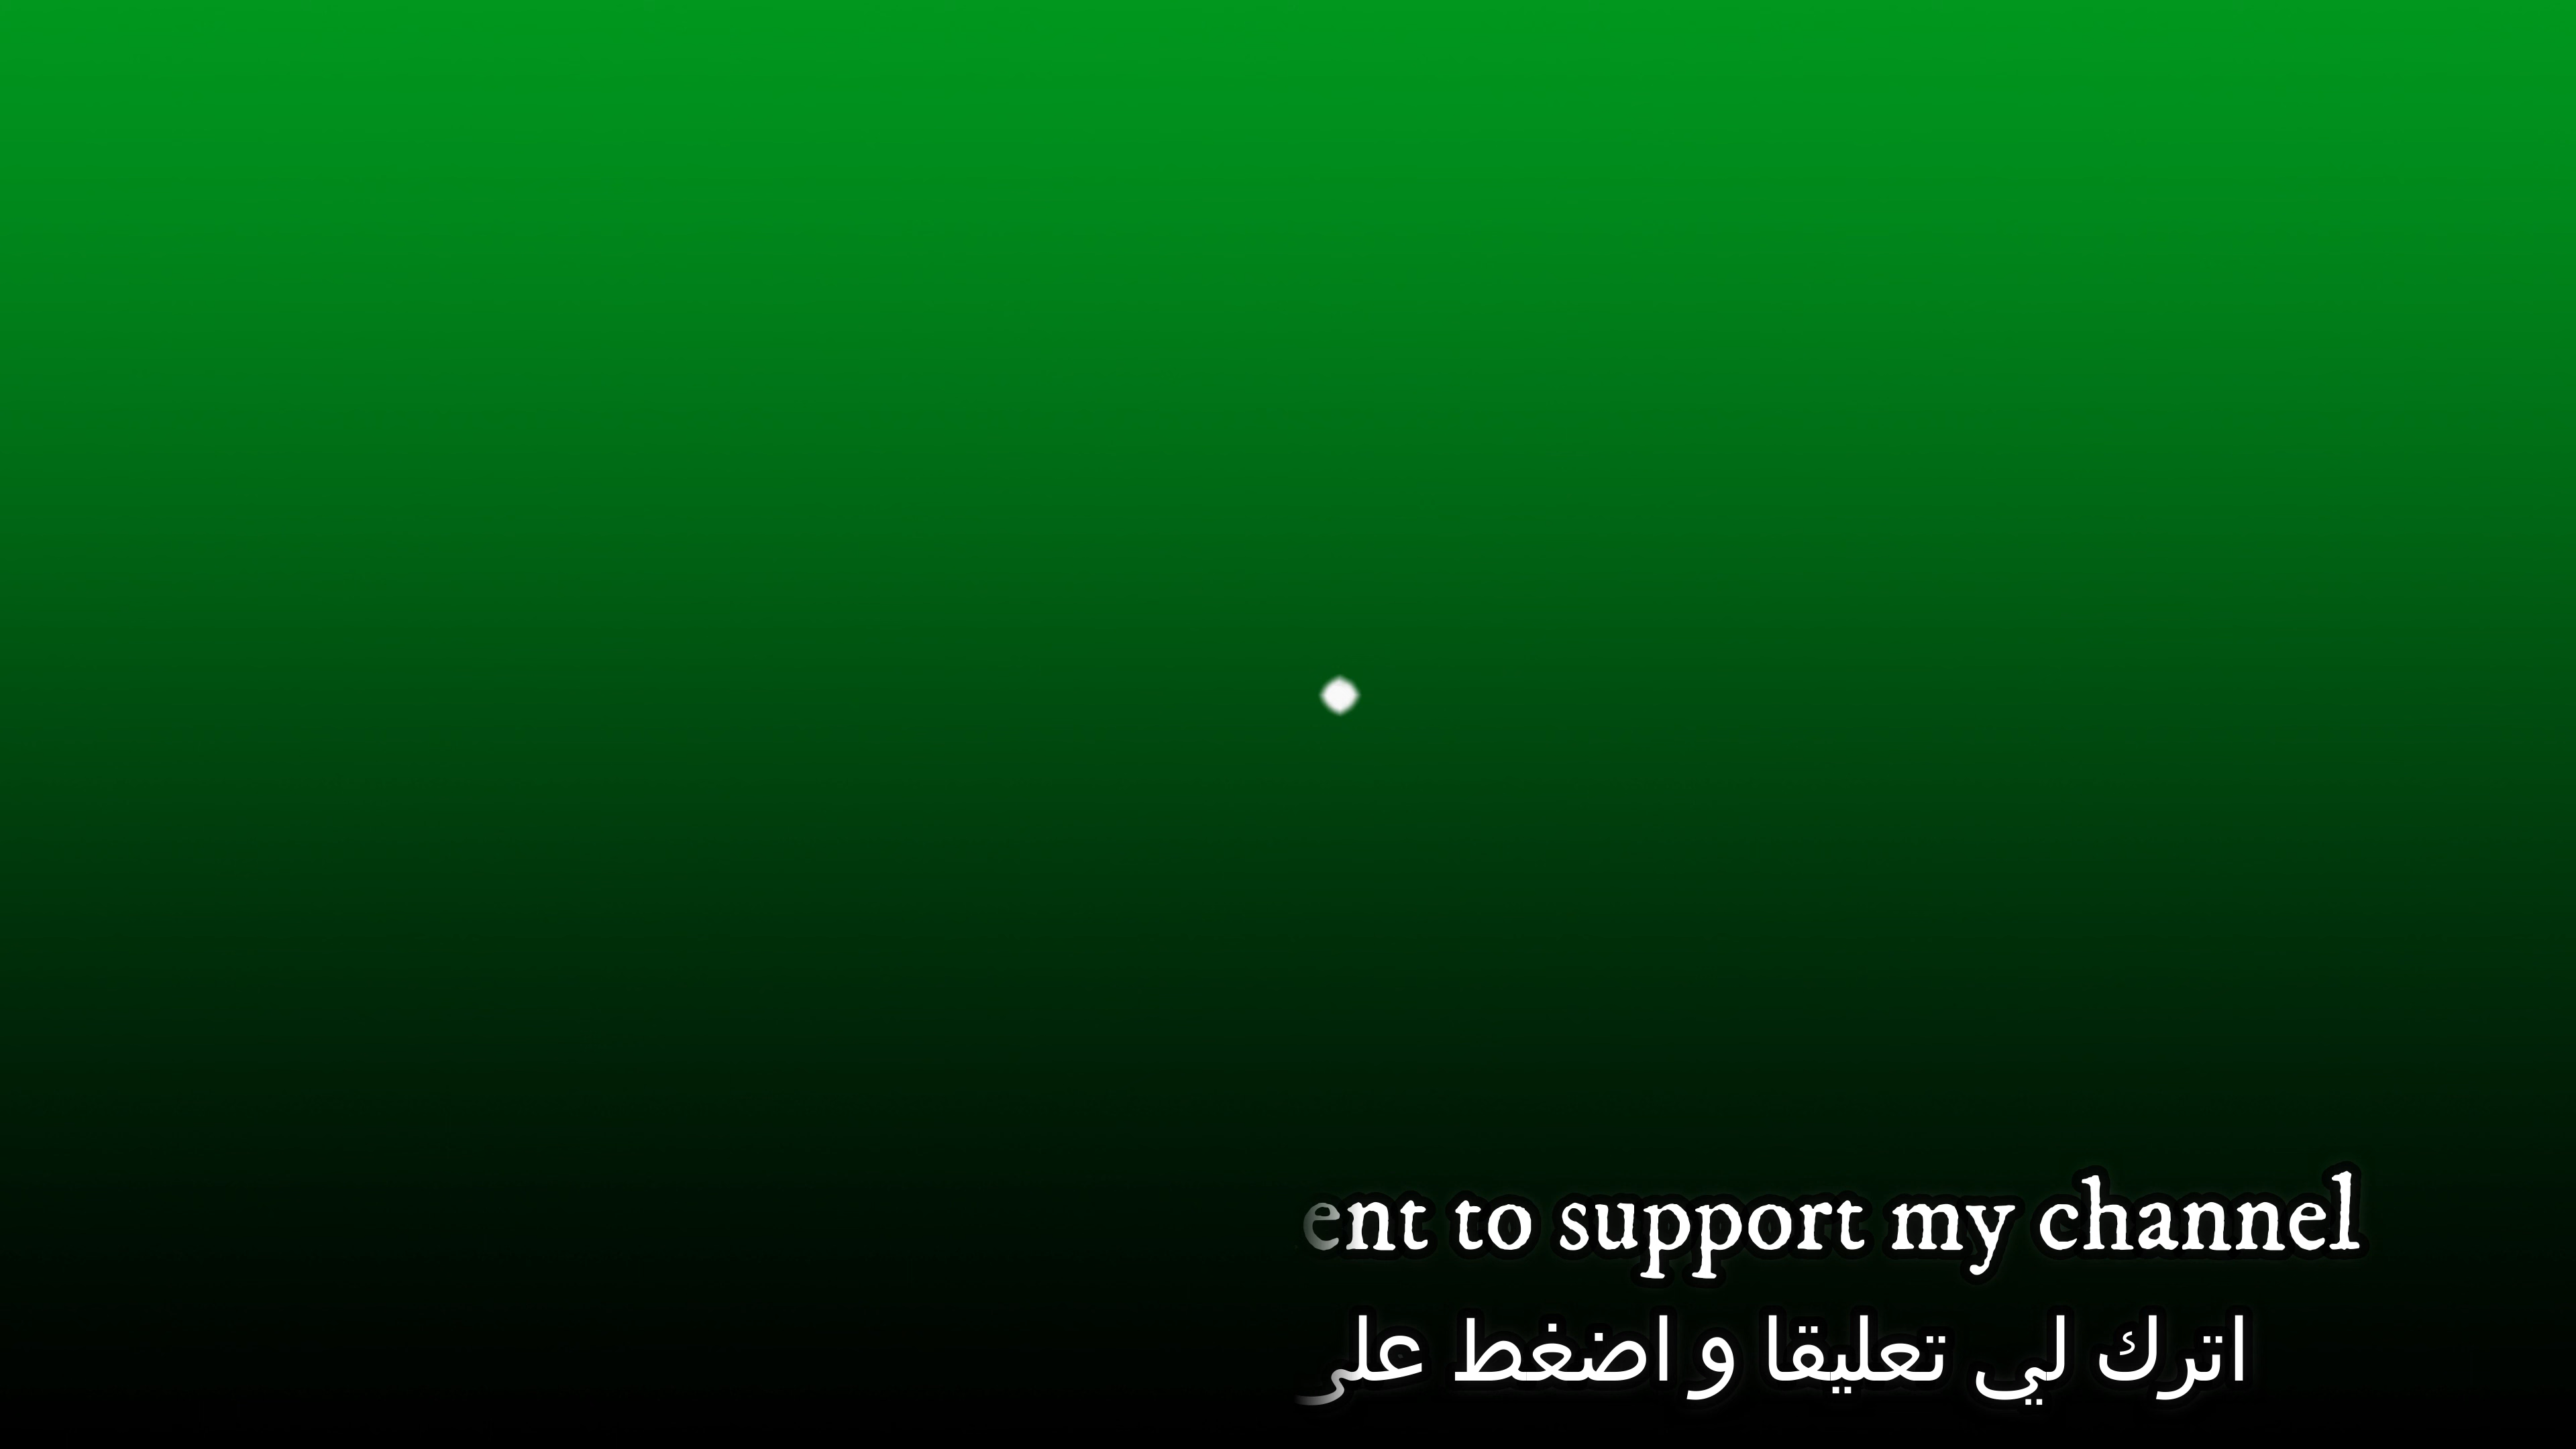 ent to support my channel
اترك لي تعليقا و اضغط على